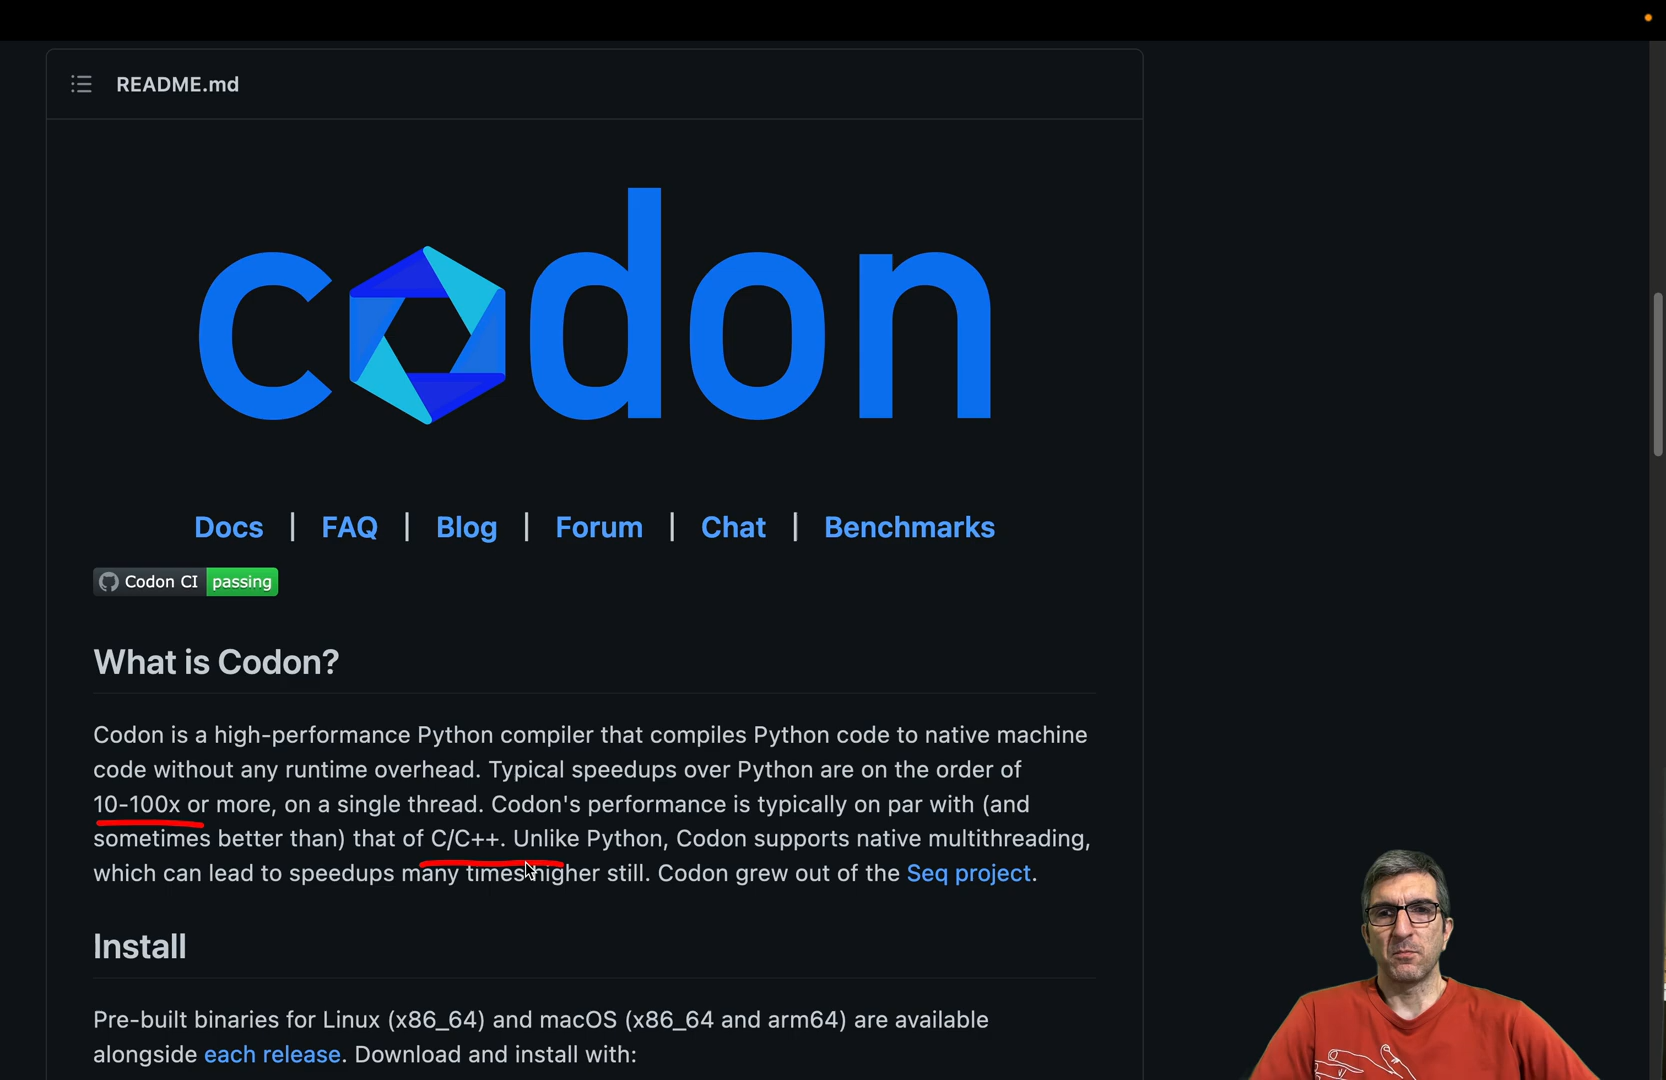 README.md
codon
Docs | FAQ | Blog | Forum | Chat | Benchmarks
Codon CI passing
What is Codon?
Codon is a high-performance Python compiler that compiles Python code to native machine
code without any runtime overhead. Typical speedups over Python are on the order of
10-100x or more, on a single thread. Codon's performance is typically on par with (and
sometimes better than) that of C/C++. Unlike Python, Codon supports native multithreading,
which can lead to speedups many times higher still. Codon grew out of the Seq project.
Install
Pre-built binaries for Linux (x86_64) and macOS (x86_64 and arm64) are available
alongside each release. Download and install with: